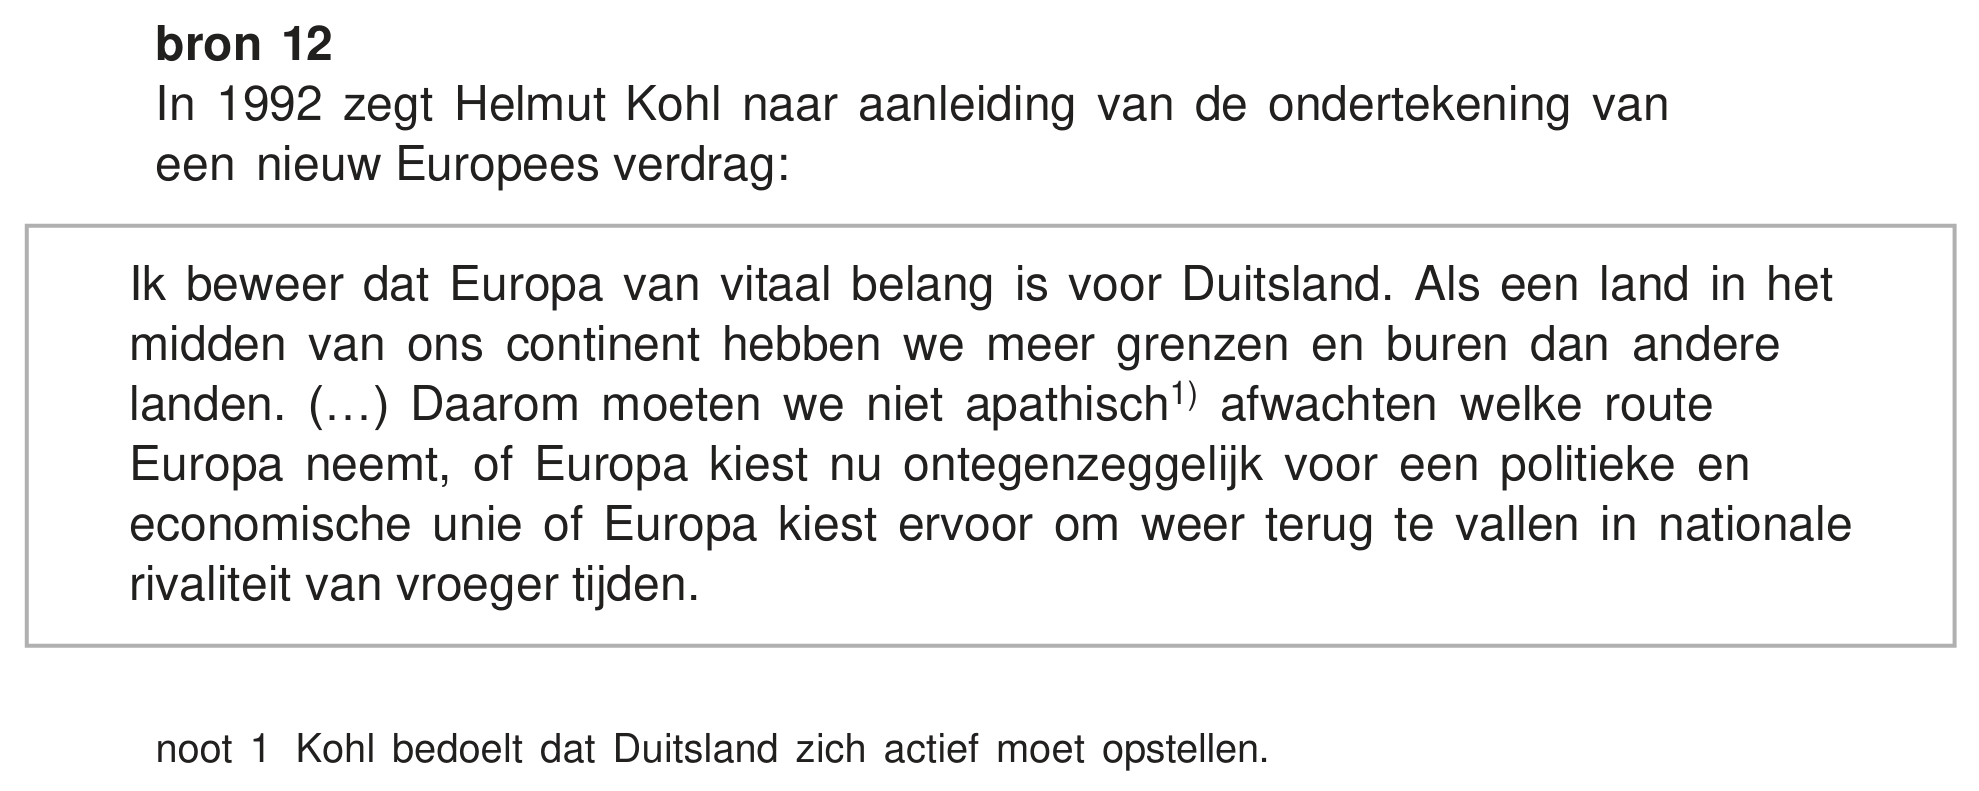 bron 12
In 1992 zegt Helmut Kohl naar aanleiding van de ondertekening van
een nieuw Europees verdrag:
Ik beweer dat Europa van vitaal belang is voor Duitsland. Als een land in het
midden van ons continent hebben we meer grenzen en buren dan andere
landen. (…) Daarom moeten we niet apathisch1) afwachten welke route
Europa neemt, of Europa kiest nu ontegenzeggelijk voor een politieke en
economische unie of Europa kiest ervoor om weer terug te vallen in nationale
rivaliteit van vroeger tijden.
noot 1 Kohl bedoelt dat Duitsland zich actief moet opstellen.